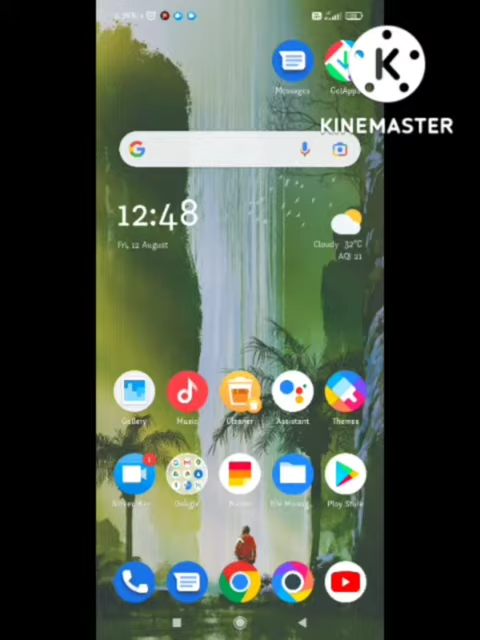 Messages
GetApps
KINEMASTER
12:48
Fri, 12 August
Cloudy 32°C
AQI 21
Gallery
Music
Cleaner
Assistant
Themes
Google
Play Store